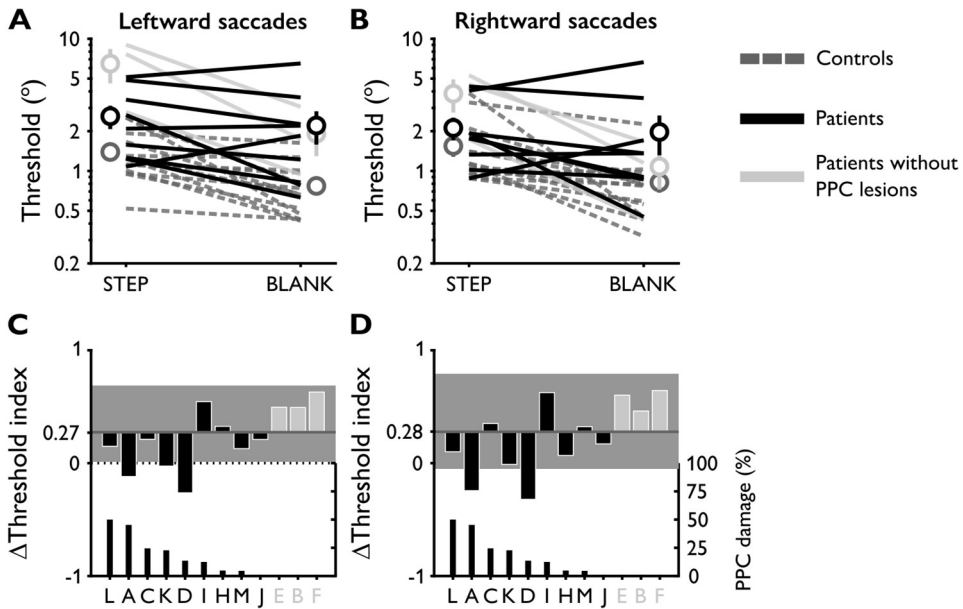 A Leftward saccades
Threshold (°)
10
5
2
1
0.5
0.2
STEP BLANK
B Rightward saccades
Threshold (°)
10
5
2
1
0.5
0.2
STEP BLANK
Controls
Patients
Patients without
PPC lesions
C
ΔThreshold index
1
0.27
0
-1
L A C K D I H M J E B F
D
ΔThreshold index
1
0.28
0
-1
L A C K D I H M J E B F
100
75
50
25
0
PPC damage (%)